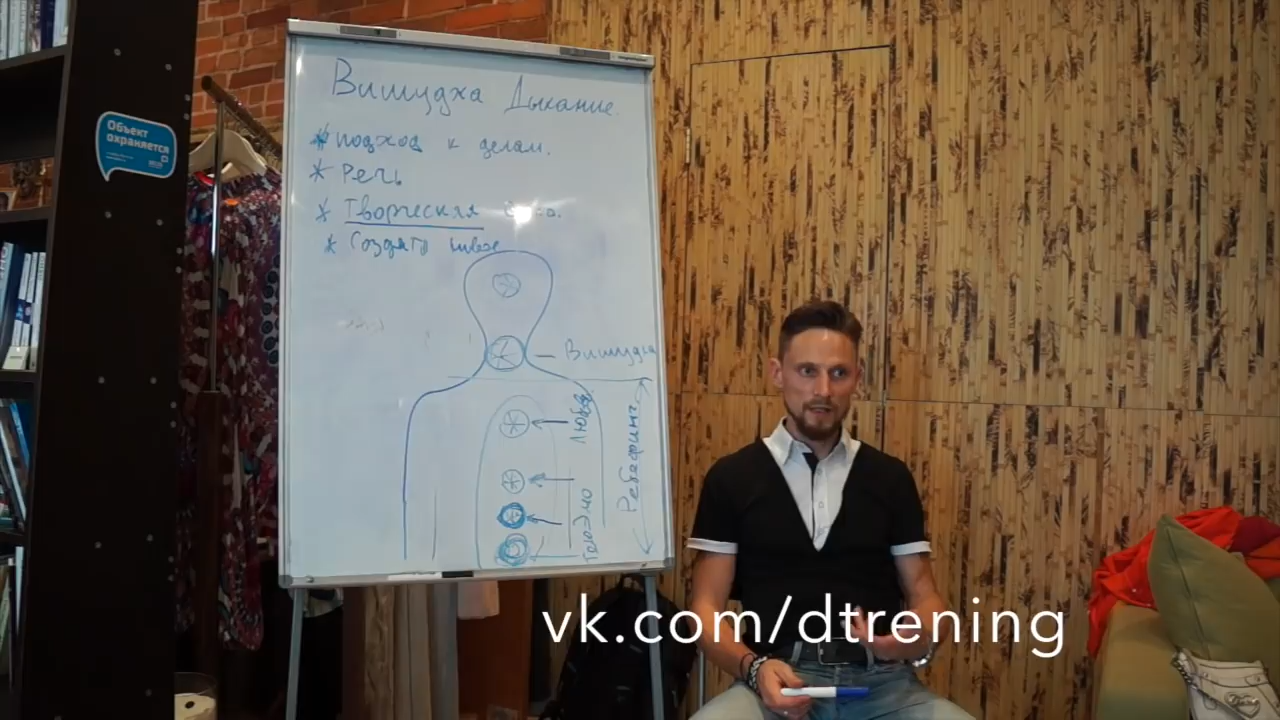 Объект
охраняется
Вишудха Дыхание.
* подход к делам.
* Речь
* Творческая
* Создать
Вишудха
Любовь
Ребефинг
vk.com/dtrening